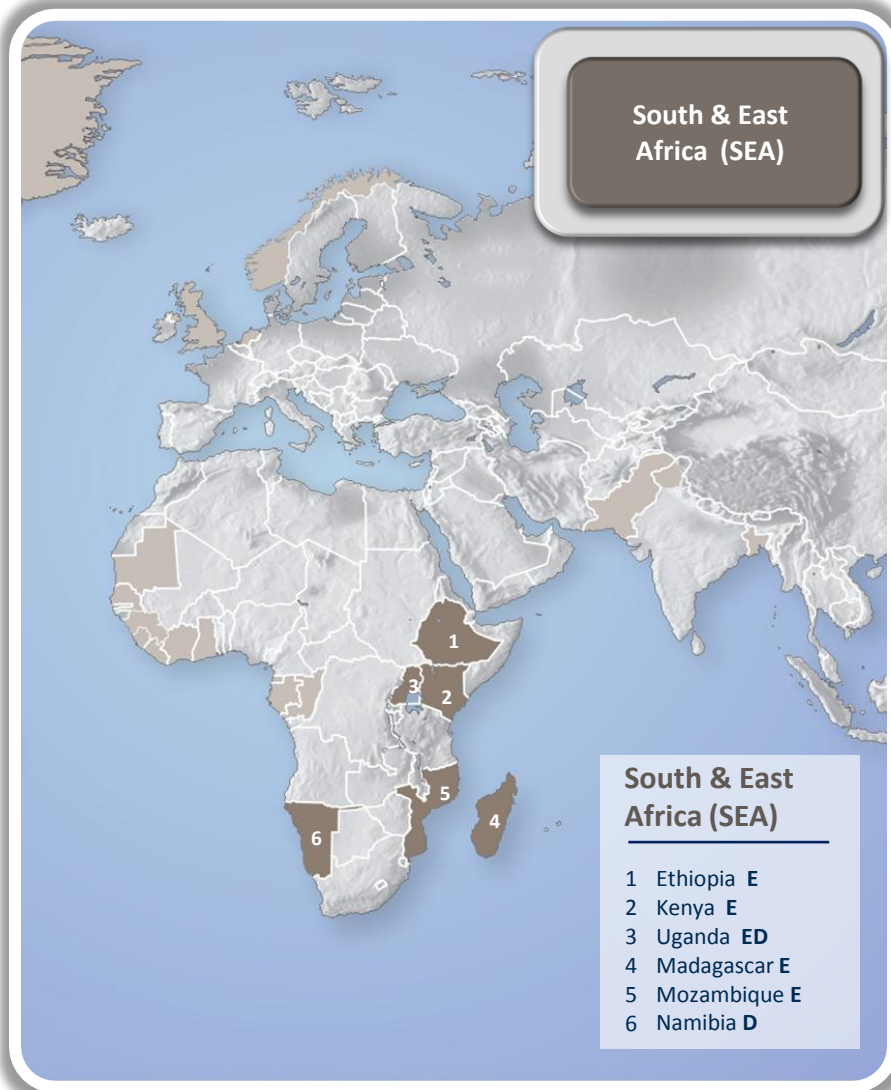 South & East
Africa (SEA)
1
3
2
5
4
6
South & East
Africa (SEA)
1 Ethiopia E
2 Kenya E
3 Uganda ED
4 Madagascar E
5 Mozambique E
6 Namibia D